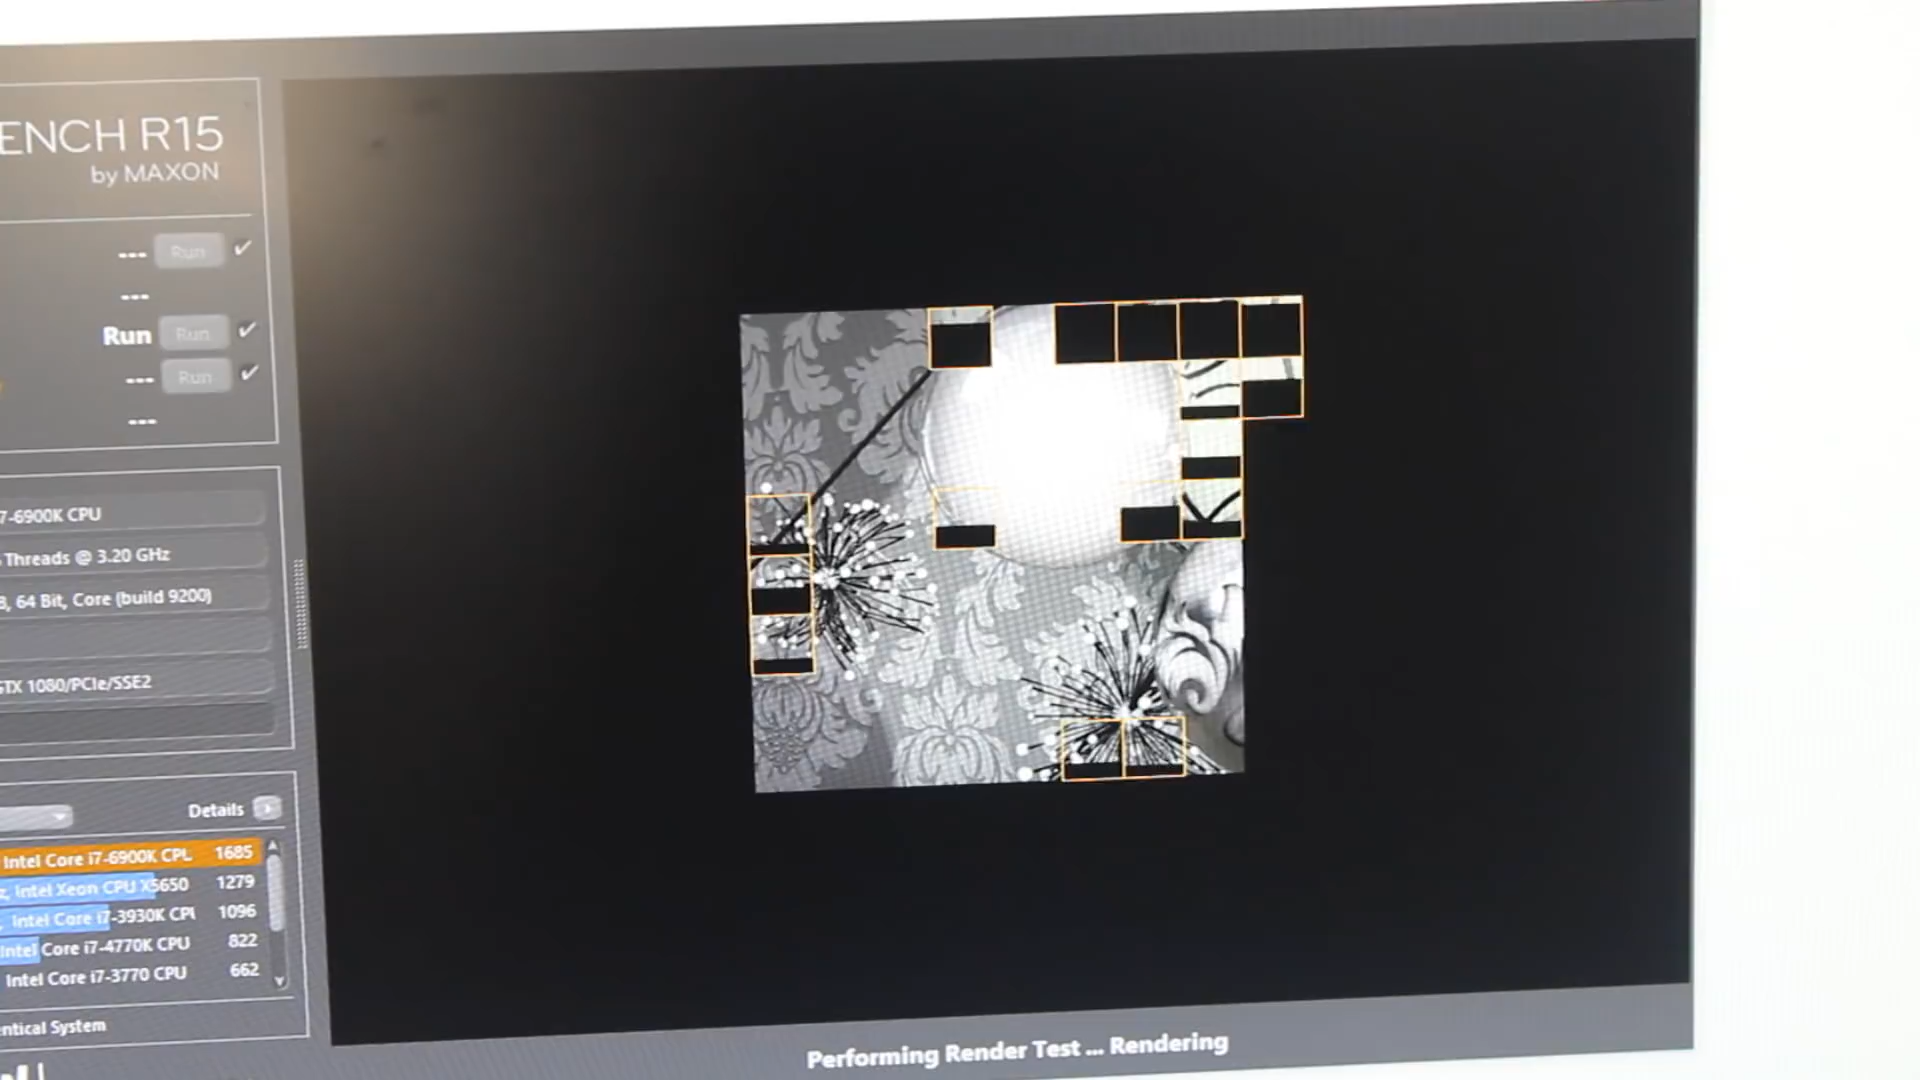 ENCH R15
by MAXON
--- Run
---
Run Run
--- Run
---
7-6900K CPU
Threads @ 3.20 GHz
, 64 Bit, Core (build 9200)
TX 1080/PCIe/SSE2
Details
Intel Core i7-6900K CPU 1685
z, Intel Xeon CPU X5650 1279
, Intel Core i7-3930K CPU 1096
Intel Core i7-4770K CPU 822
Intel Core i7-3770 CPU 662
ntical System
Performing Render Test ... Rendering